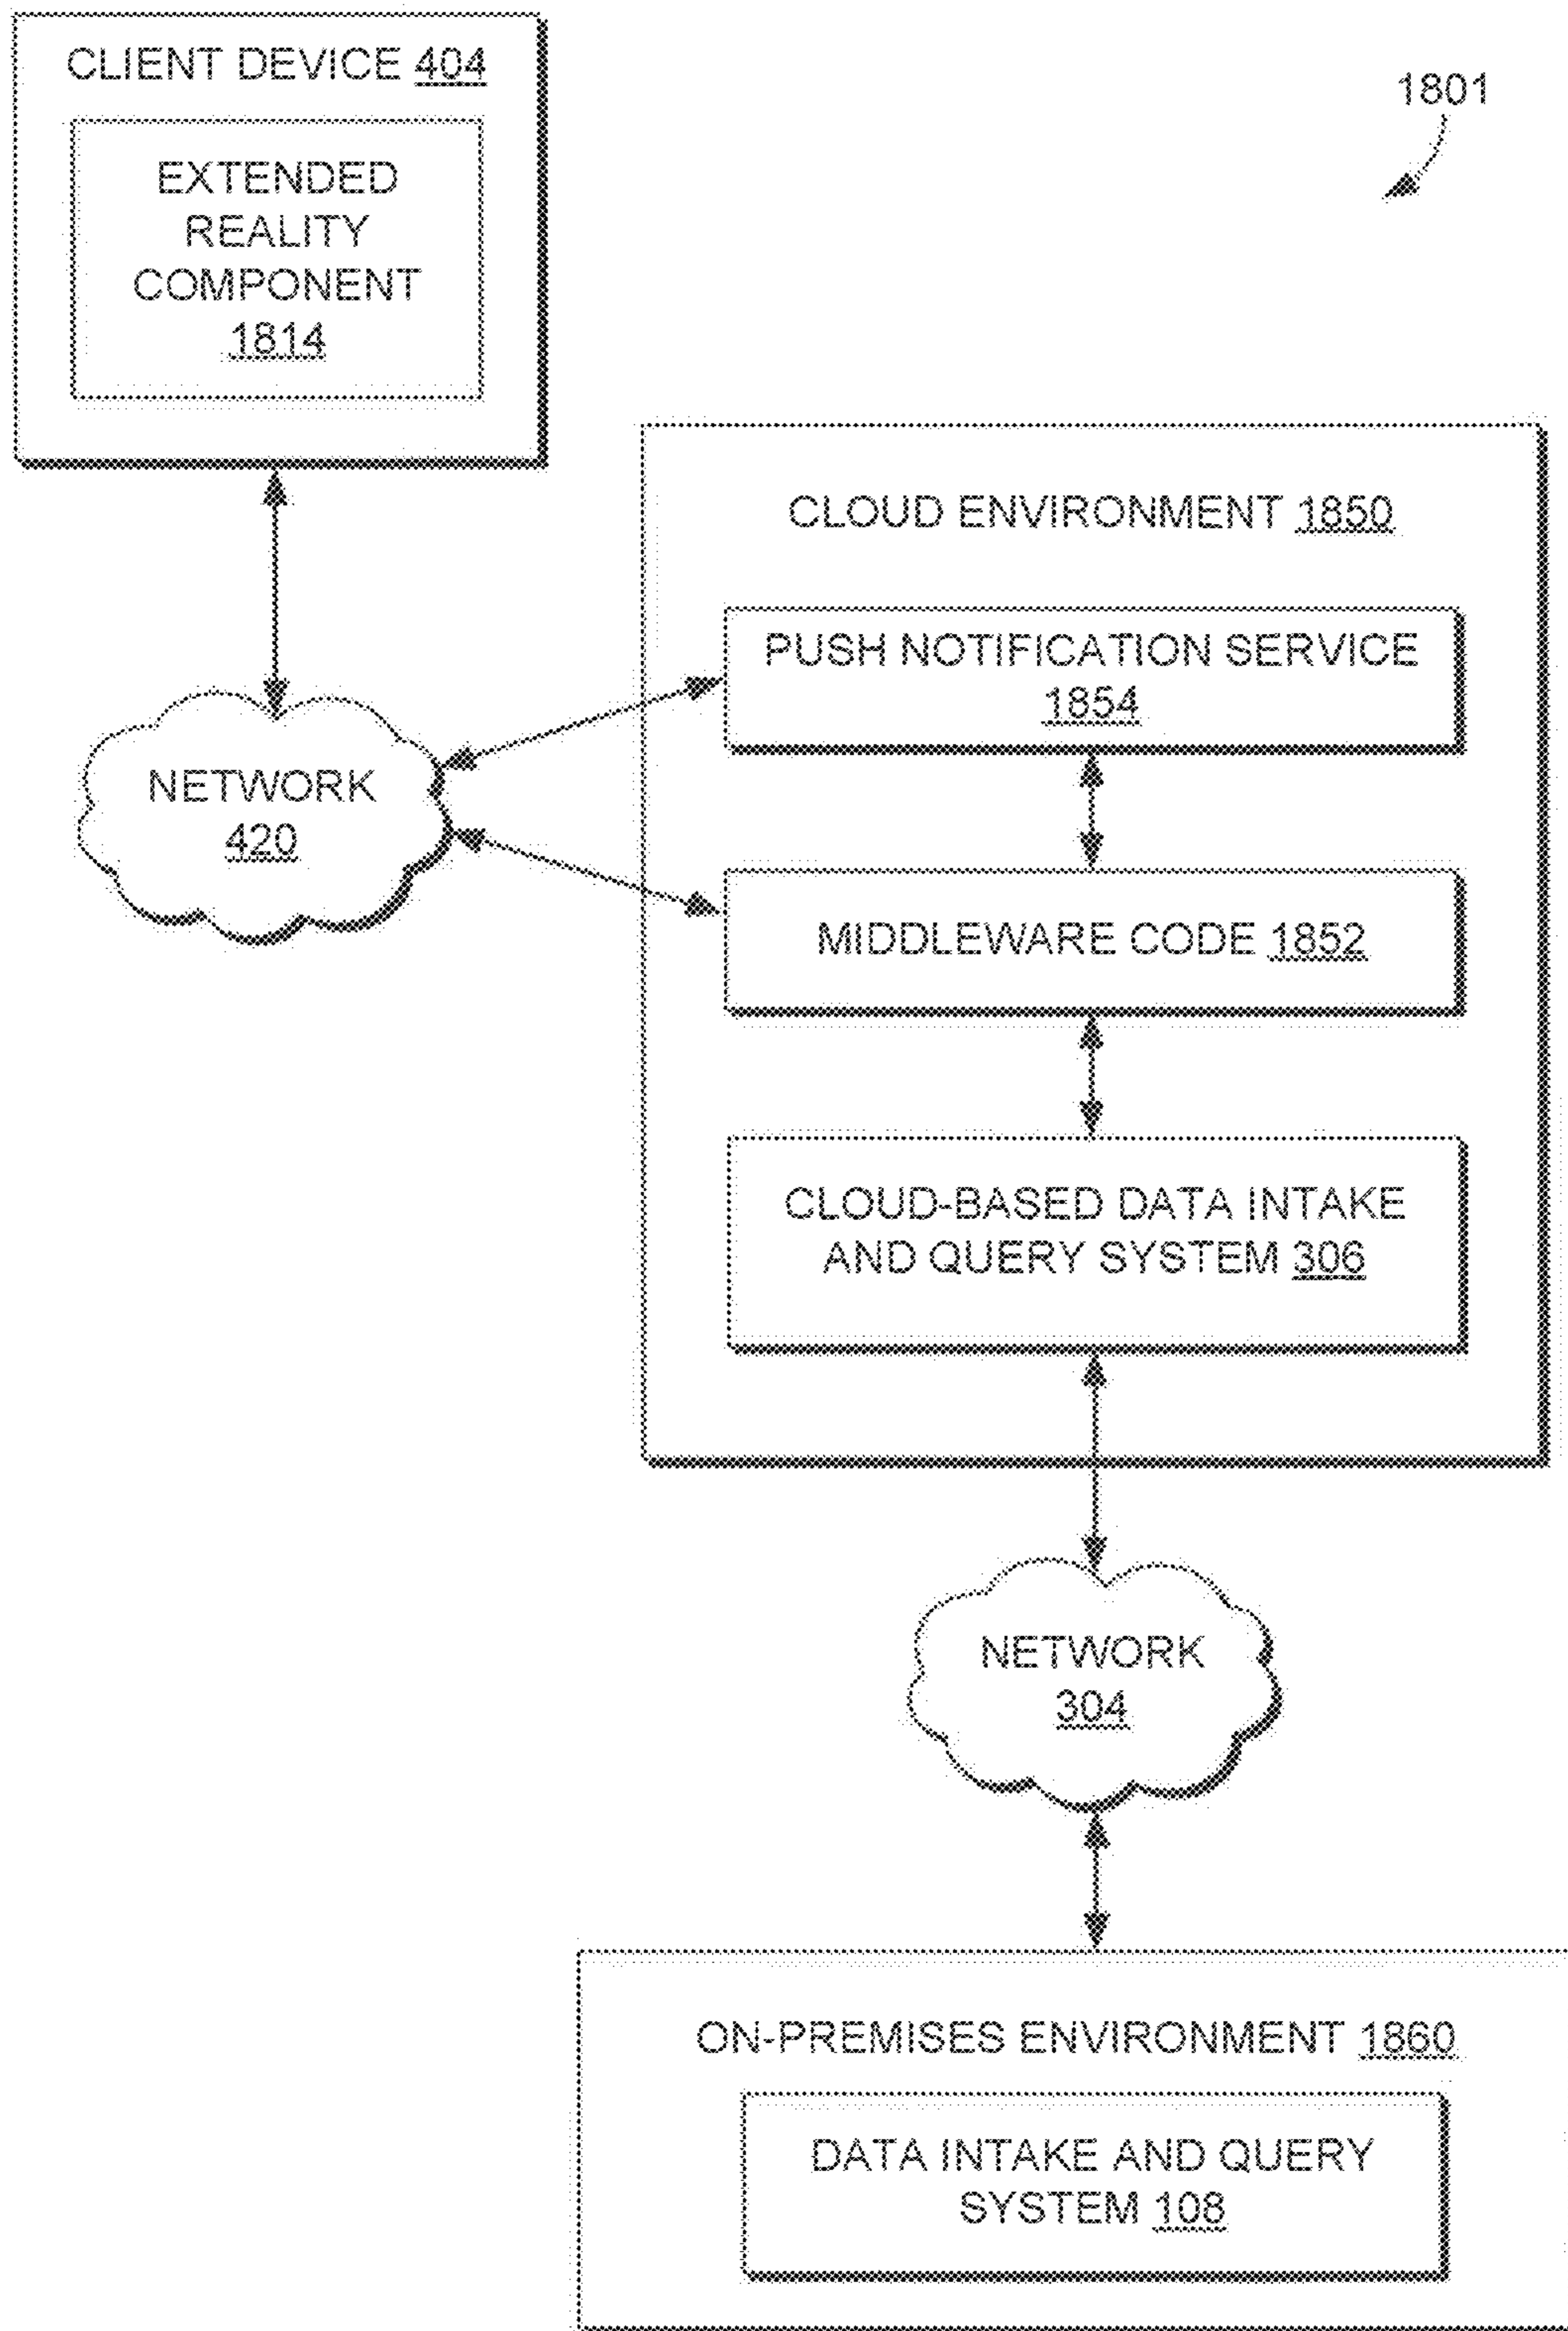 CLIENT DEVICE 404
1801
EXTENDED
REALITY
COMPONENT
1814
CLOUD ENVIRONMENT 1850
PUSH NOTIFICATION SERVICE
1854
NETWORK
420
MIDDLEWARE CODE 1852
CLOUD-BASED DATA INTAKE
AND QUERY SYSTEM 306
NETWORK
304
ON-PREMISES ENVIRONMENT 1860
DATA INTAKE AND QUERY
SYSTEM 108